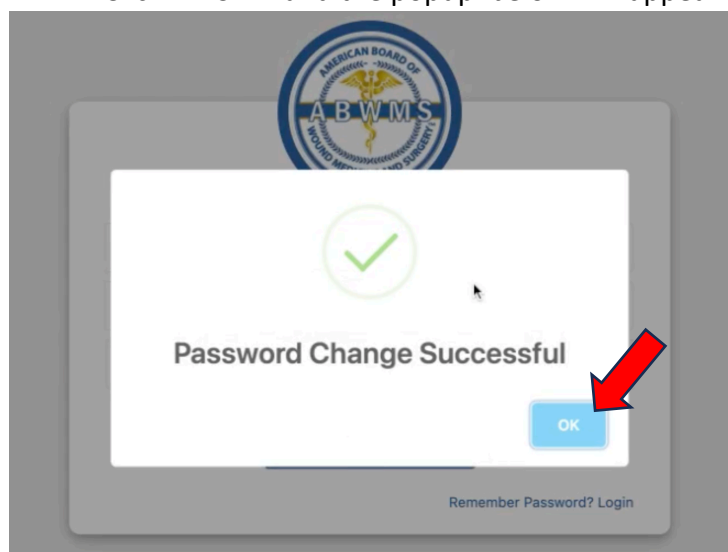 AMERICAN BOARD OF
ABWMS
WOUND MEDICINE AND SURGERY
Password Change Successful
OK
Remember Password? Login